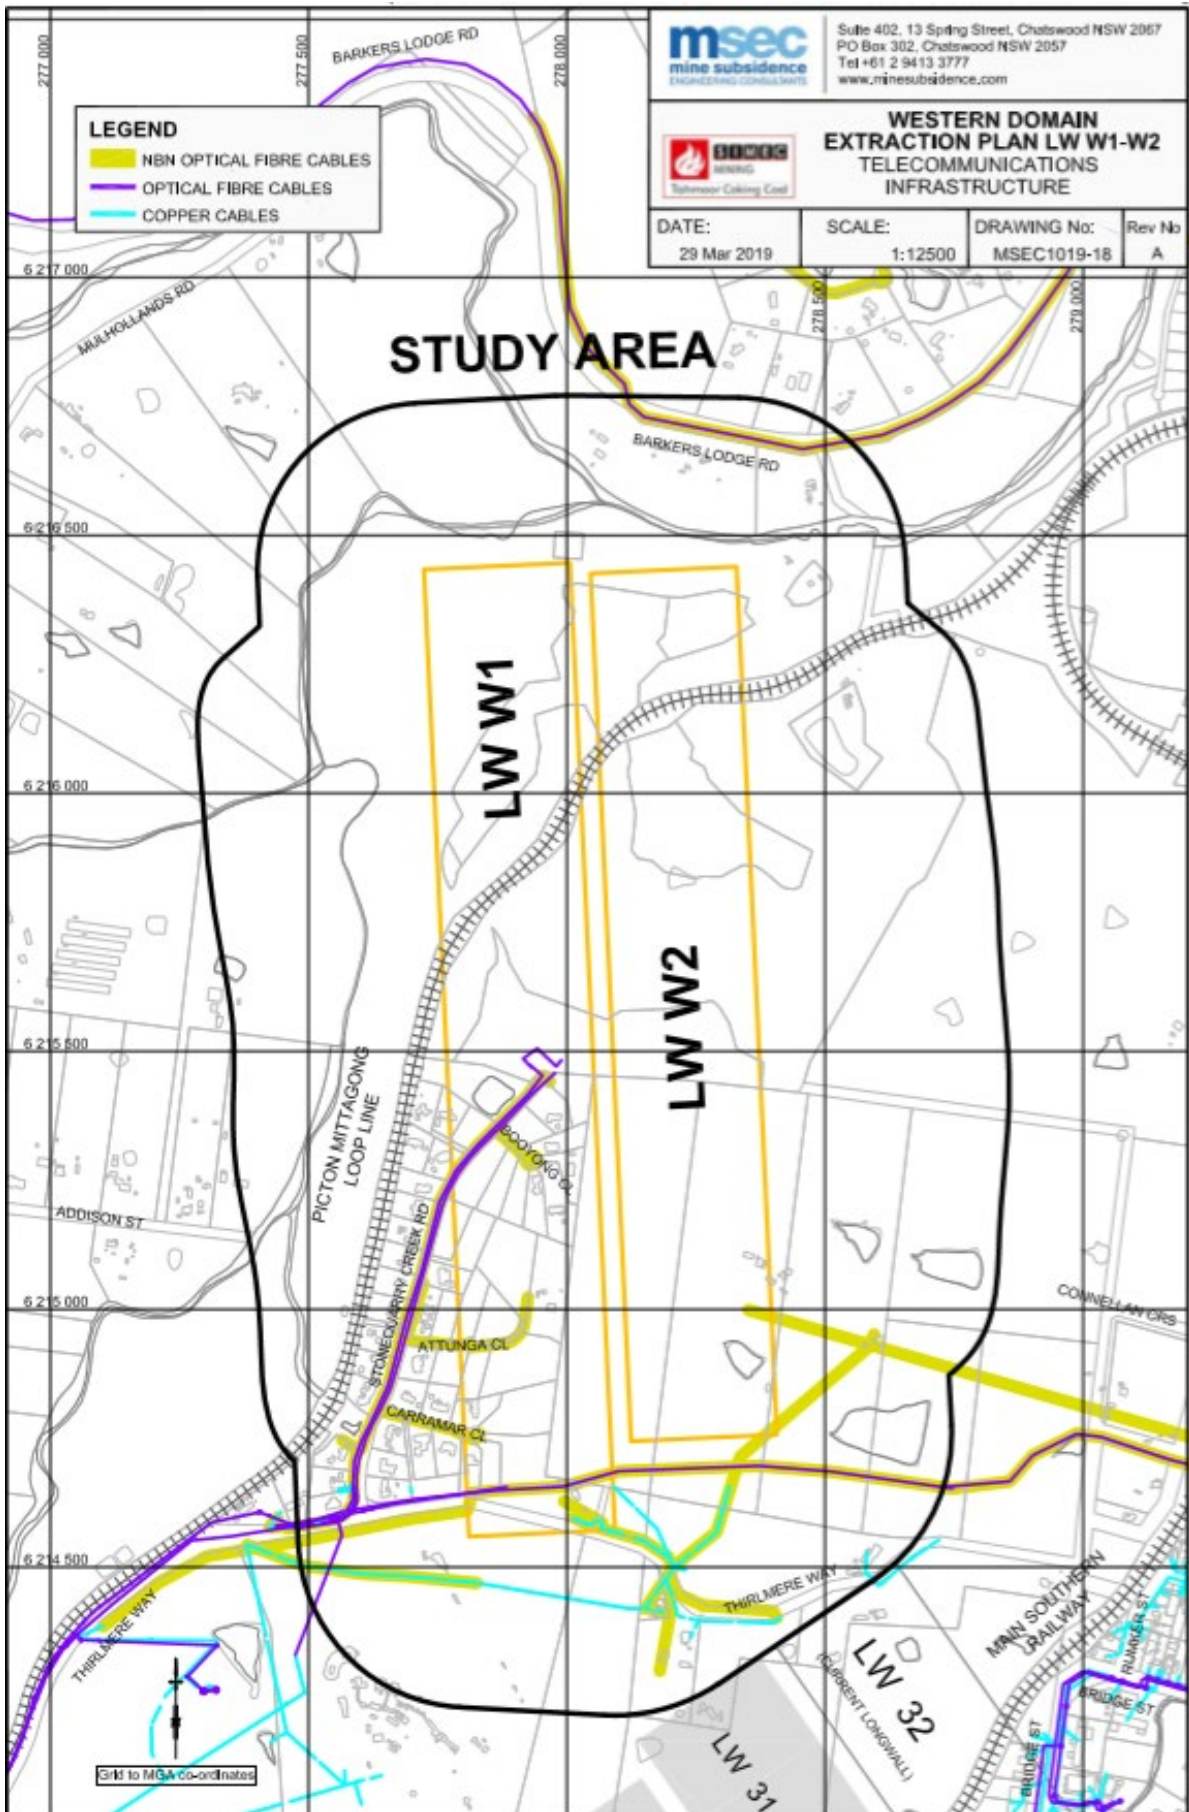 277 000
277 500
278 000
BARKERS LODGE RD
msec
mine subsidence
ENGINEERING CONSULTANTS
Suite 402, 13 Spring Street, Chatswood NSW 2067
PO Box 302, Chatswood NSW 2057
Tel +61 2 9413 3777
www.minesubsidence.com
SIMEC
MINING
Tahmoor Coking Coal
WESTERN DOMAIN
EXTRACTION PLAN LW W1-W2
TELECOMMUNICATIONS
INFRASTRUCTURE
DATE:
29 Mar 2019
SCALE:
1:12500
DRAWING No:
MSEC1019-18
Rev No
A
LEGEND
NBN OPTICAL FIBRE CABLES
OPTICAL FIBRE CABLES
COPPER CABLES
6 217 000
278 500
279 000
MULHOLLANDS RD
STUDY AREA
BARKERS LODGE RD
6 216 500
LW W1
6 216 000
LW W2
6 215 500
PICTON MITTAGONG
LOOP LINE
BOOYONG CL
ADDISON ST
STONEQUARRY CREEK RD
6 215 000
CONNELLAN CRS
ATTUNGA CL
CARRAMAR CL
6 214 500
THIRLMERE WAY
THIRLMERE WAY
MAIN SOUTHERN
RAILWAY
RUMKER ST
BRIDGE ST
BRIDGE ST
LW 32
(CURRENT LONGWALL)
LW 31
Grid to MGA co-ordinates